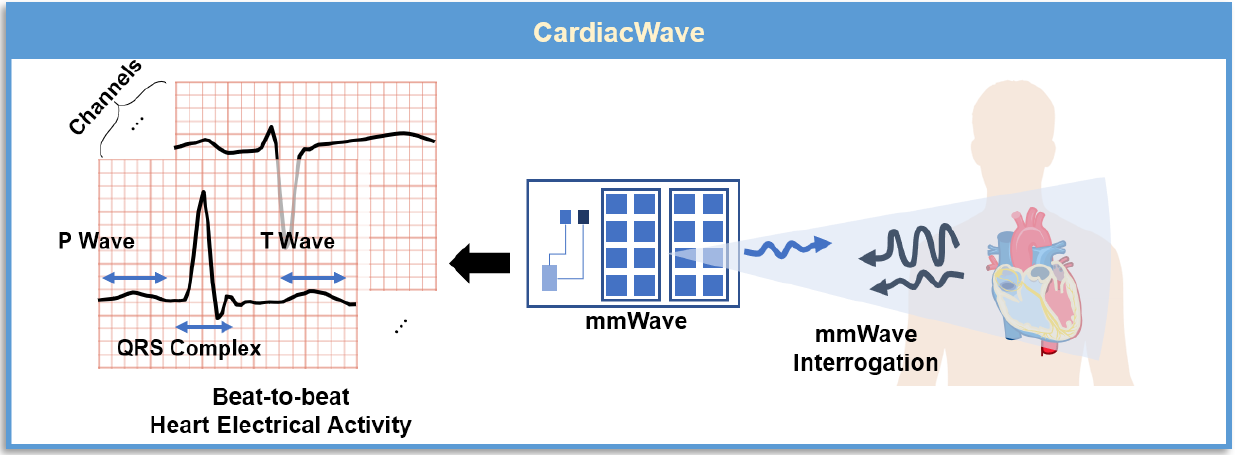 CardiacWave
Channels
...
P Wave
T Wave
QRS Complex
...
Beat-to-beat
Heart Electrical Activity
mmWave
mmWave
Interrogation